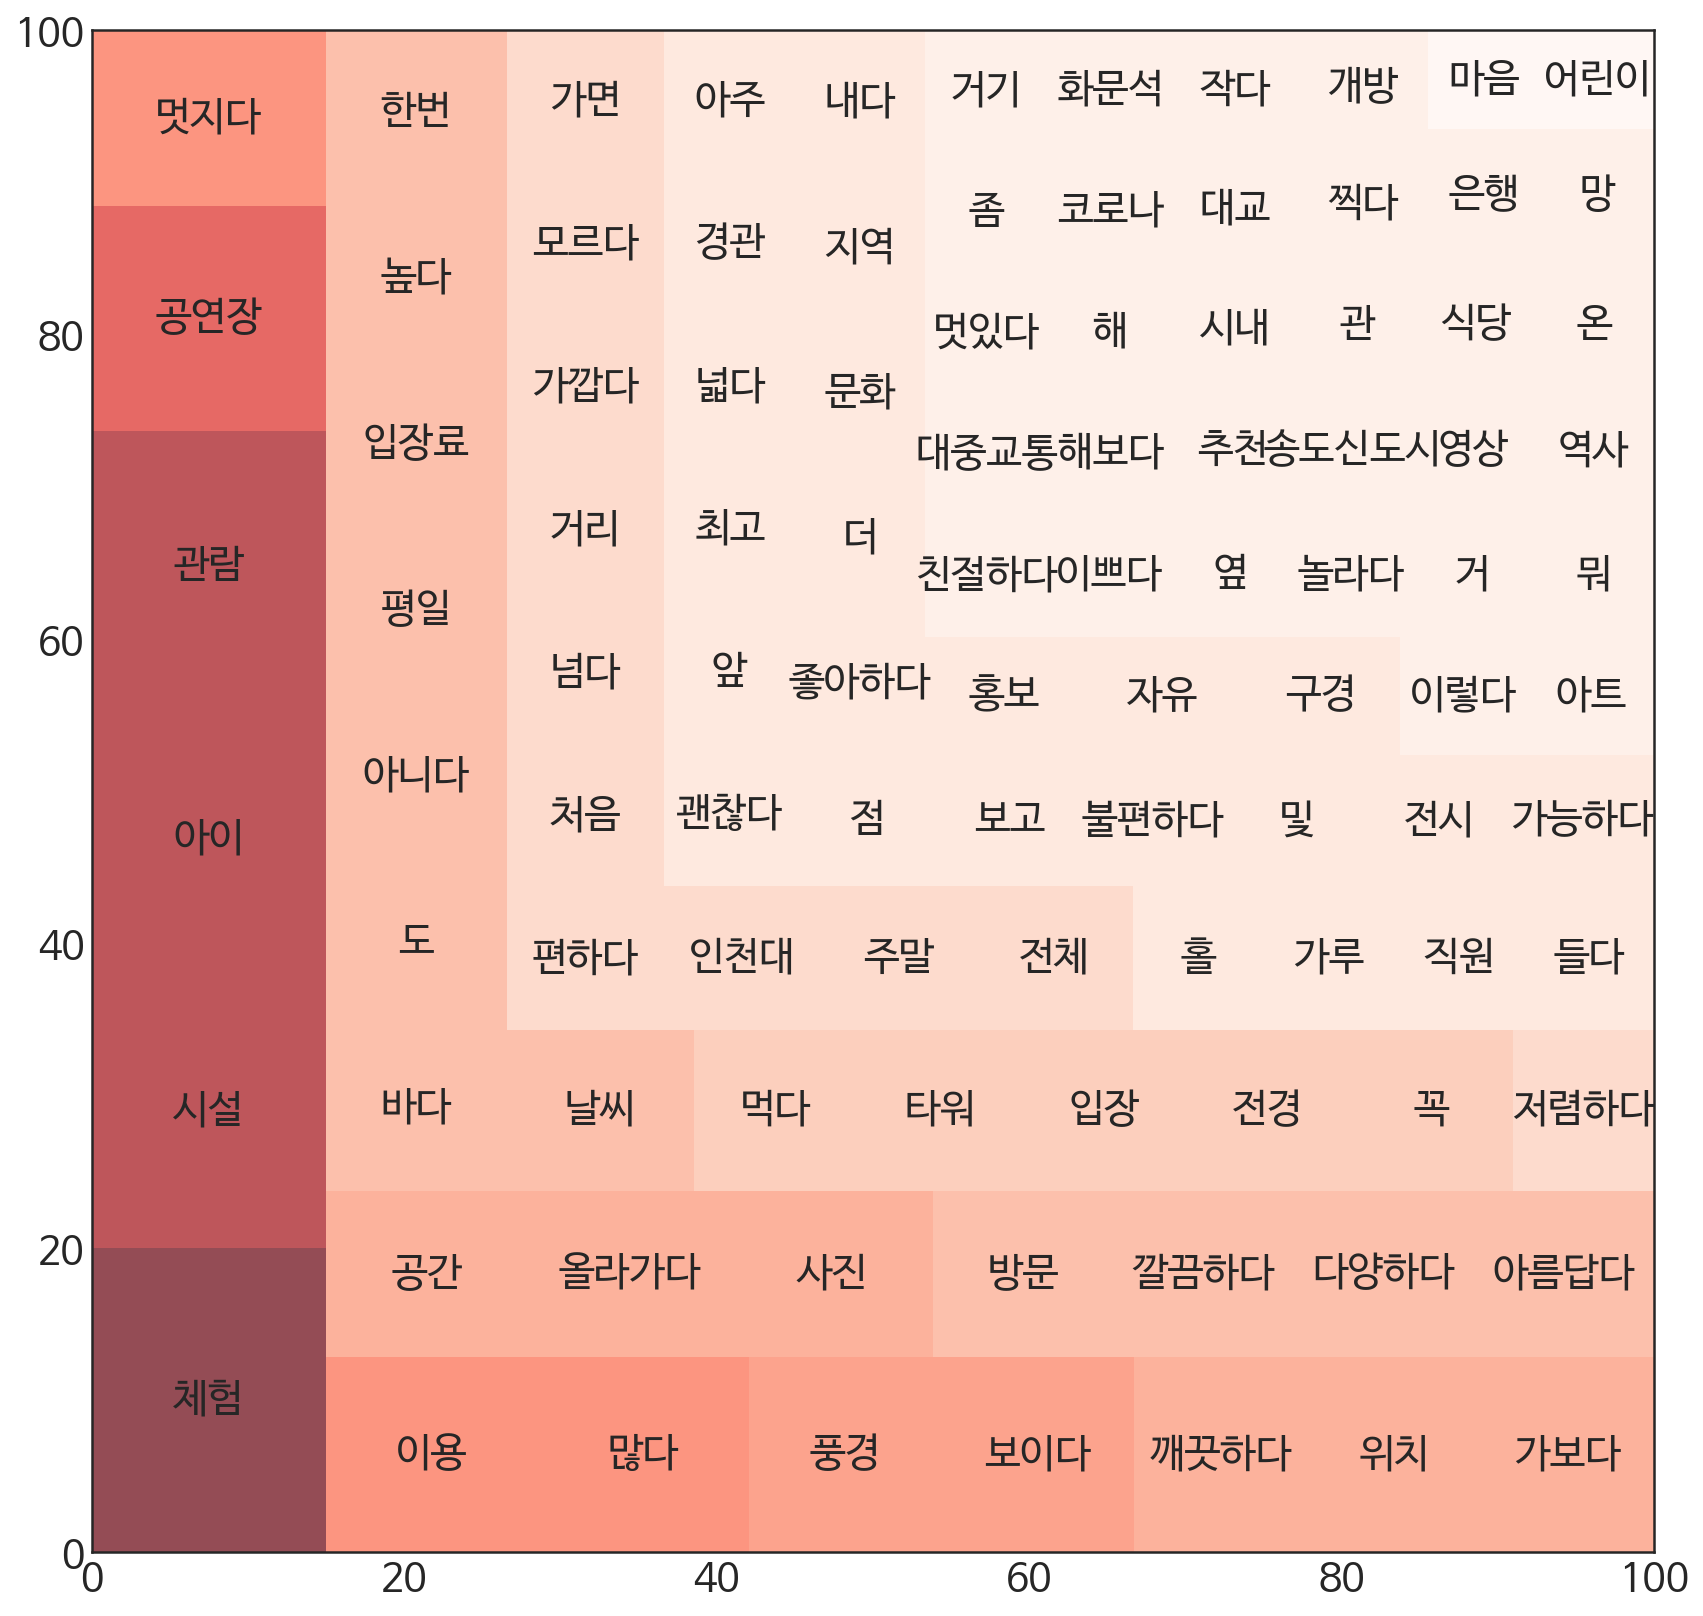 100
멋지다 한번 가면 아주 내다 거기 화문석 작다 개방 마음 어린이
높다 모르다 경관 지역 좀 코로나 대교 찍다 은행 망
80
공연장 가깝다 넓다 문화 멋있다 해 시내 관 식당 온
입장료 거리 최고 더 대중교통 해보다 추천 송도신도시 영상 역사
관람 평일 친절하다 이쁘다 옆 놀라다 거 뭐
60
넘다 앞 좋아하다 홍보 자유 구경 이렇다 아트
아이 아니다 처음 괜찮다 점 보고 불편하다 및 전시 가능하다
40
도 편하다 인천대 주말 전체 홀 가루 직원 들다
시설 바다 날씨 먹다 타워 입장 전경 꼭 저렴하다
20
공간 올라가다 사진 방문 깔끔하다 다양하다 아름답다
체험 이용 많다 풍경 보이다 깨끗하다 위치 가보다
0
0 20 40 60 80 100